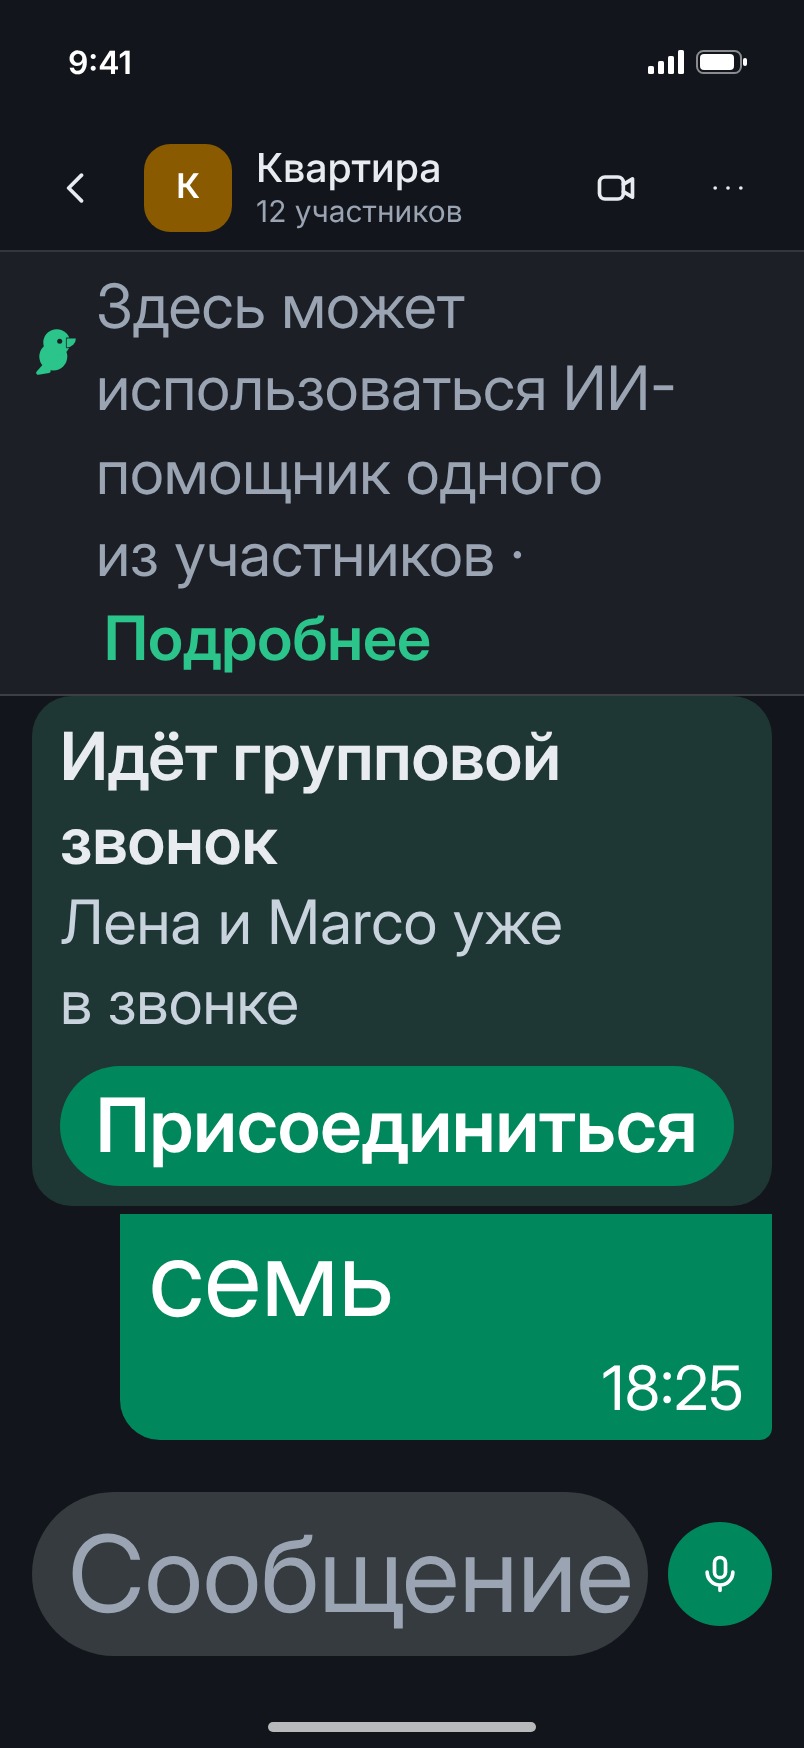 9:41
К
Квартира
12 участников
Здесь может
использоваться ИИ-
помощник одного
из участников ·
Подробнее
Идёт групповой
звонок
Лена и Marco уже
в звонке
Присоединиться
семь
18:25
Сообщение